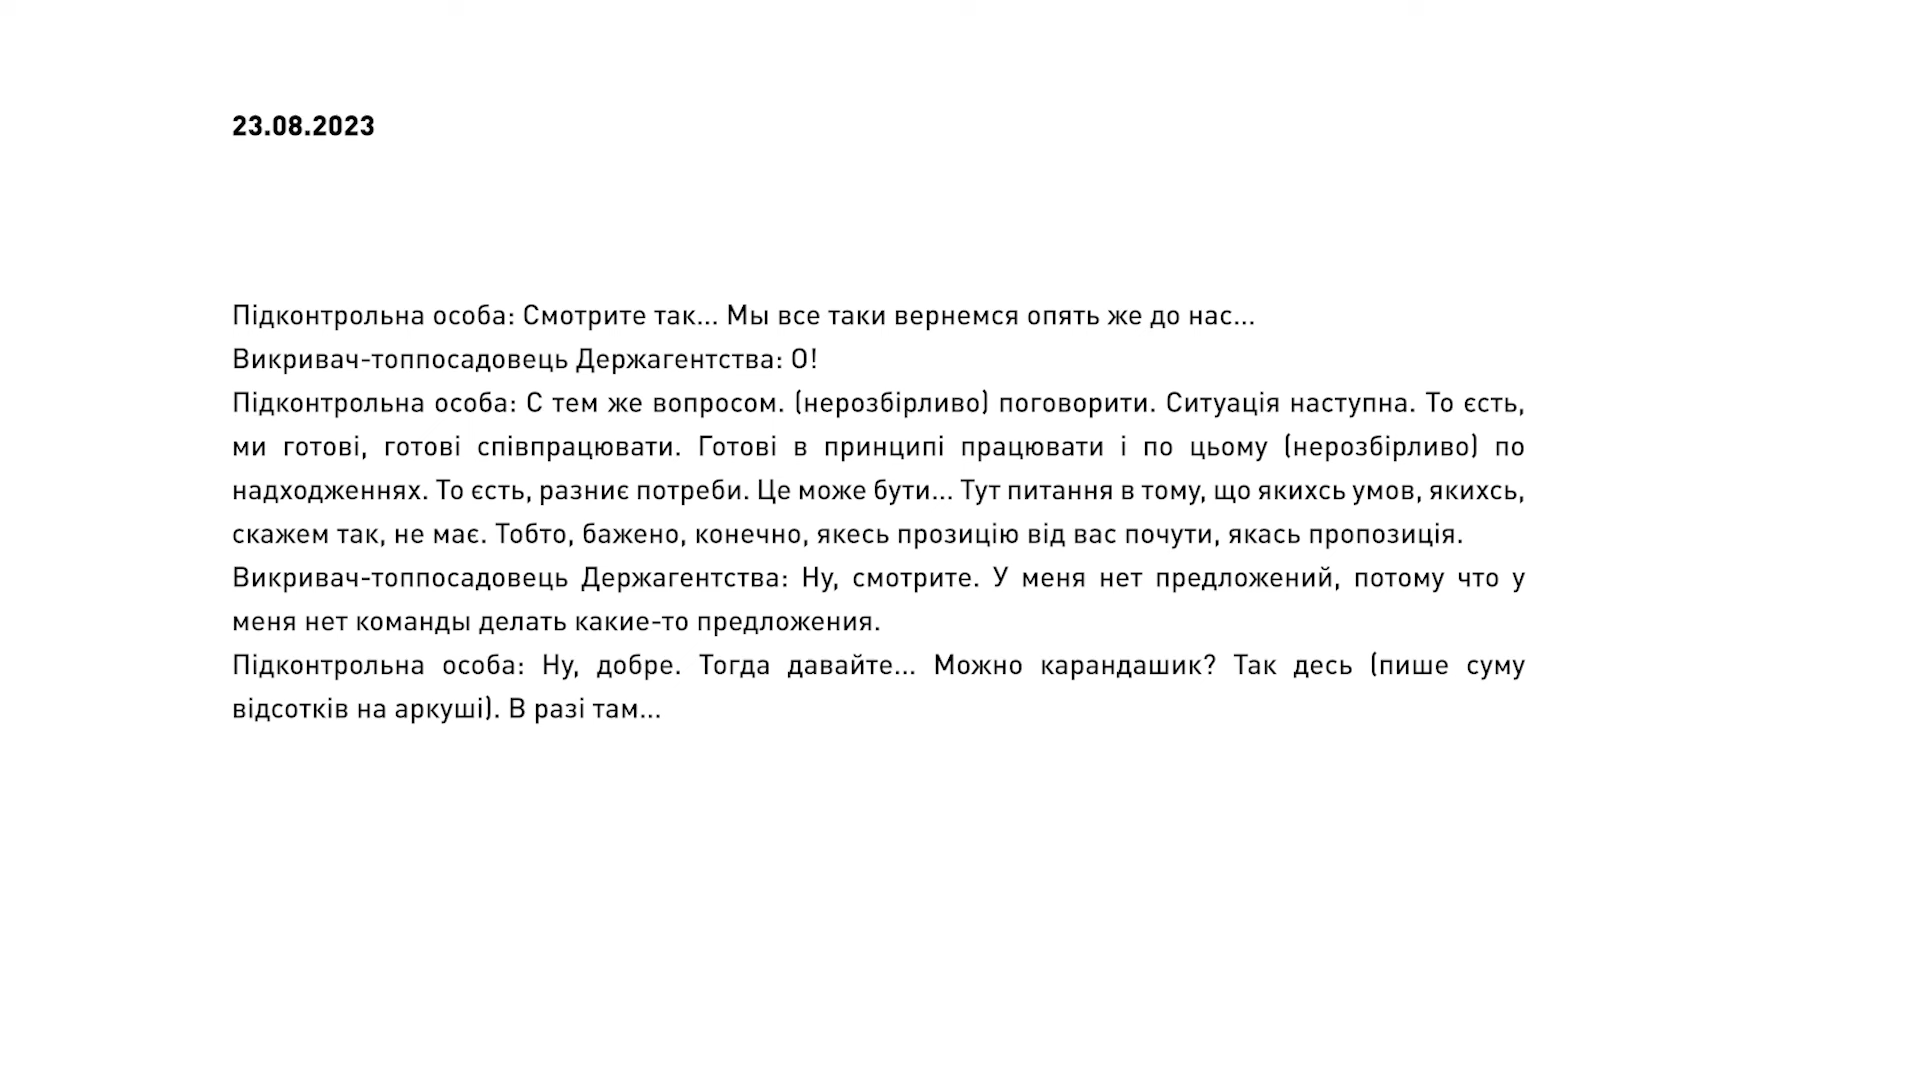 23.08.2023
Підконтрольна особа: Смотрите так... Мы все таки вернемся опять же до нас...
Викривач-топпосадовець Держагентства: О!
Підконтрольна особа: С тем же вопросом. (нерозбірливо) поговорити. Ситуація наступна. То єсть,
ми готові, готові співпрацювати. Готові в принципі працювати і по цьому (нерозбірливо) по
надходженнях. То єсть, разниє потреби. Це може бути... Тут питання в тому, що якихсь умов, якихсь,
скажем так, не має. Тобто, бажено, конечно, якесь прозицію від вас почути, якась пропозиція.
Викривач-топпосадовець Держагентства: Ну, смотрите. У меня нет предложений, потому что у
меня нет команды делать какие-то предложения.
Підконтрольна особа: Ну, добре. Тогда давайте... Можно карандашик? Так десь (пише суму
відсотків на аркуші). В разі там...